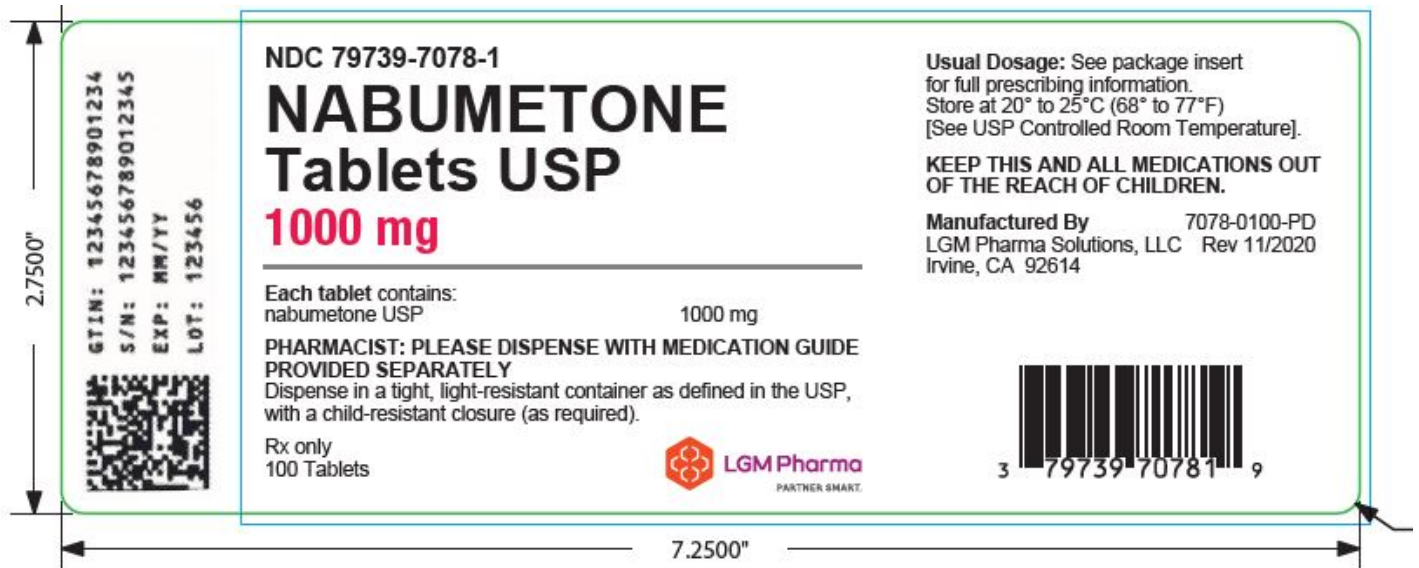 2.7500"
GTIN: 12345678901234
S/N: 123456789012345
EXP: MM/YY
LOT: 123456
NDC 79739-7078-1
NABUMETONE
Tablets USP
1000 mg
Each tablet contains:
nabumetone USP 1000 mg
PHARMACIST: PLEASE DISPENSE WITH MEDICATION GUIDE
PROVIDED SEPARATELY
Dispense in a tight, light-resistant container as defined in the USP,
with a child-resistant closure (as required).
Rx only
100 Tablets
LGM Pharma
PARTNER SMART.
Usual Dosage: See package insert
for full prescribing information.
Store at 20° to 25°C (68° to 77°F)
[See USP Controlled Room Temperature].
KEEP THIS AND ALL MEDICATIONS OUT
OF THE REACH OF CHILDREN.
Manufactured By 7078-0100-PD
LGM Pharma Solutions, LLC Rev 11/2020
Irvine, CA 92614
3 79739 70781 9
7.2500"